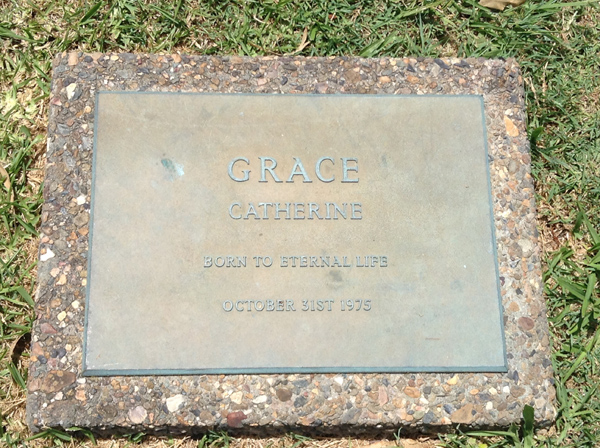 GRACE
CATHERINE
BORN TO ETERNAL LIFE
OCTOBER 31ST 1975